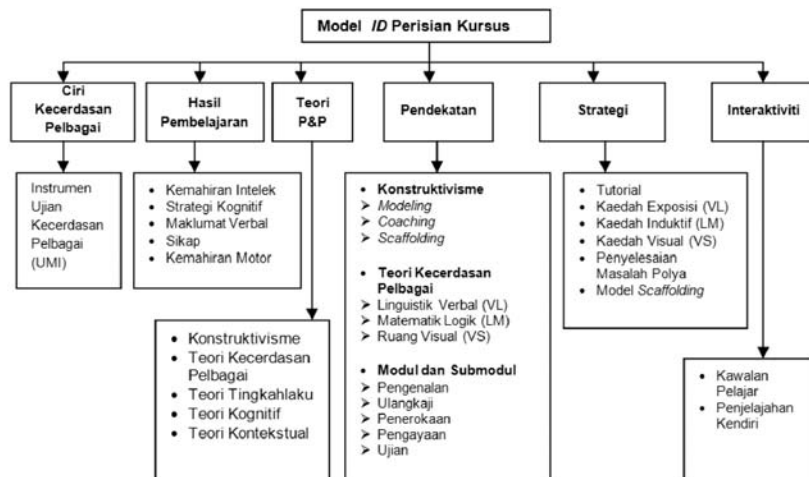 Model ID Perisian Kursus
Ciri
Kecerdasan
Pelbagai
Hasil
Pembelajaran
Teori
P&P
Pendekatan
Strategi
Interaktiviti
Instrumen
Ujian
Kecerdasan
Pelbagai
(UMI)
• Kemahiran Intelek
• Strategi Kognitif
• Maklumat Verbal
• Sikap
• Kemahiran Motor
• Konstruktivisme
• Teori Kecerdasan
Pelbagai
• Teori Tingkahlaku
• Teori Kognitif
• Teori Kontekstual
• Konstruktivisme
➢ Modeling
➢ Coaching
➢ Scaffolding
• Teori Kecerdasan
Pelbagai
➢ Linguistik Verbal (VL)
➢ Matematik Logik (LM)
➢ Ruang Visual (VS)
• Modul dan Submodul
➢ Pengenalan
➢ Ulangkaji
➢ Penerokaan
➢ Pengayaan
➢ Ujian
• Tutorial
• Kaedah Exposisi (VL)
• Kaedah Induktif (LM)
• Kaedah Visual (VS)
• Penyelesaian
Masalah Polya
• Model Scaffolding
• Kawalan
Pelajar
• Penjelajahan
Kendiri